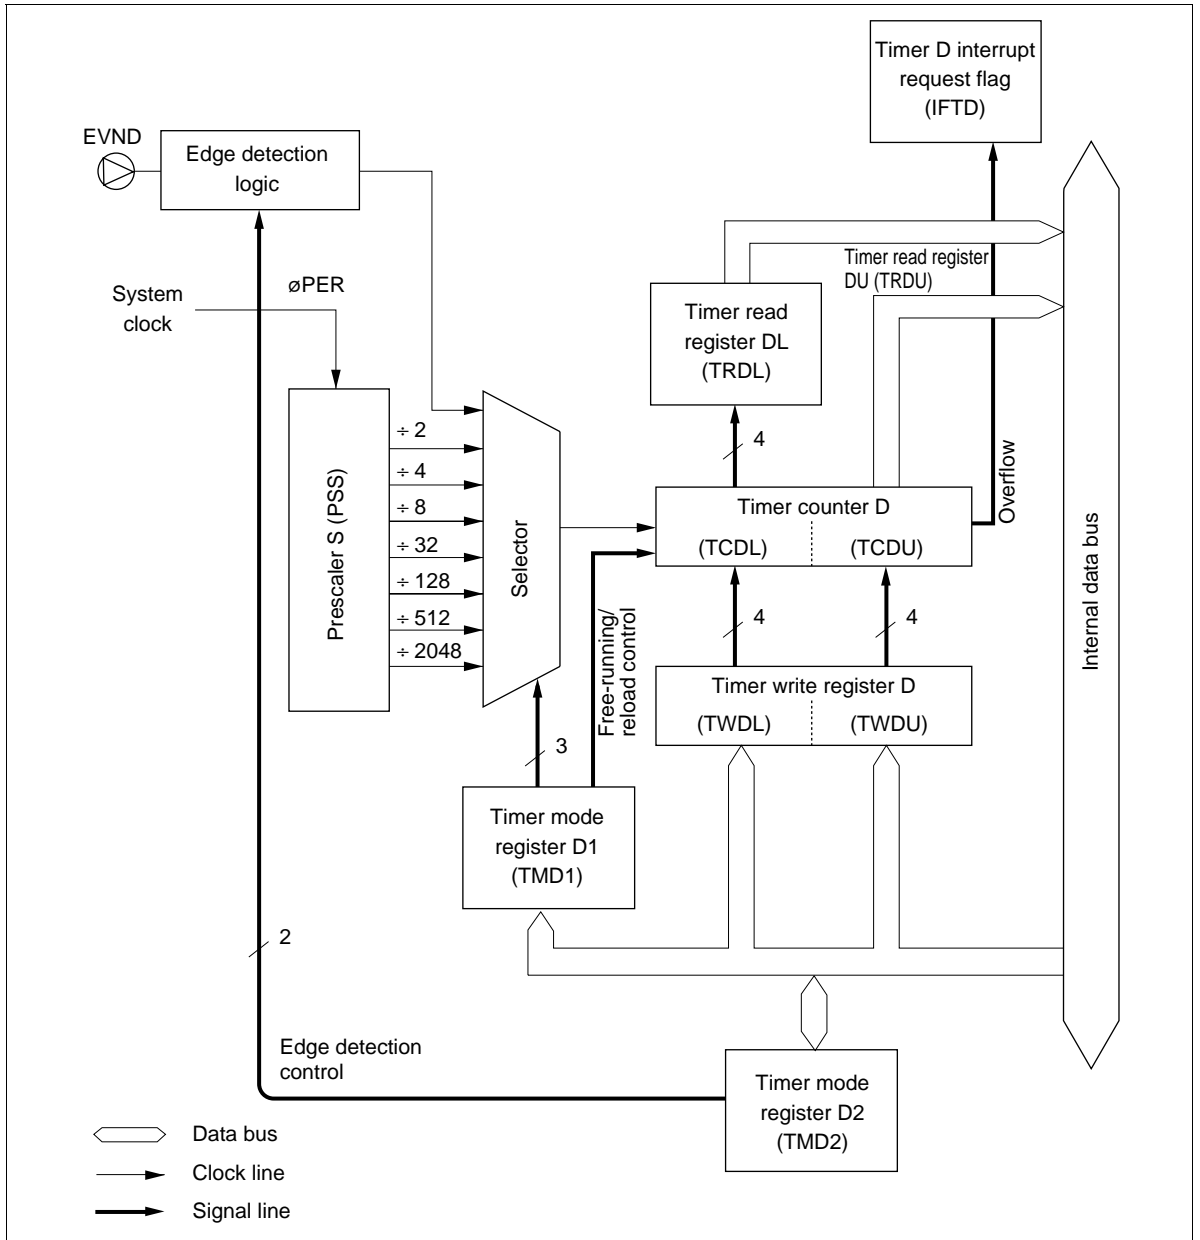 Timer D interrupt
request flag
(IFTD)
EVND
Edge detection
logic
Timer read register
DU (TRDU)
øPER
System
clock
Timer read
register DL
(TRDL)
÷ 2
÷ 4
÷ 8
÷ 32
÷ 128
÷ 512
÷ 2048
Prescaler S (PSS)
Selector
4
Timer counter D
(TCDL)
(TCDU)
Overflow
Internal data bus
4
4
Free-running/
reload control
Timer write register D
(TWDL)
(TWDU)
3
Timer mode
register D1
(TMD1)
2
Edge detection
control
Timer mode
register D2
(TMD2)
Data bus
Clock line
Signal line